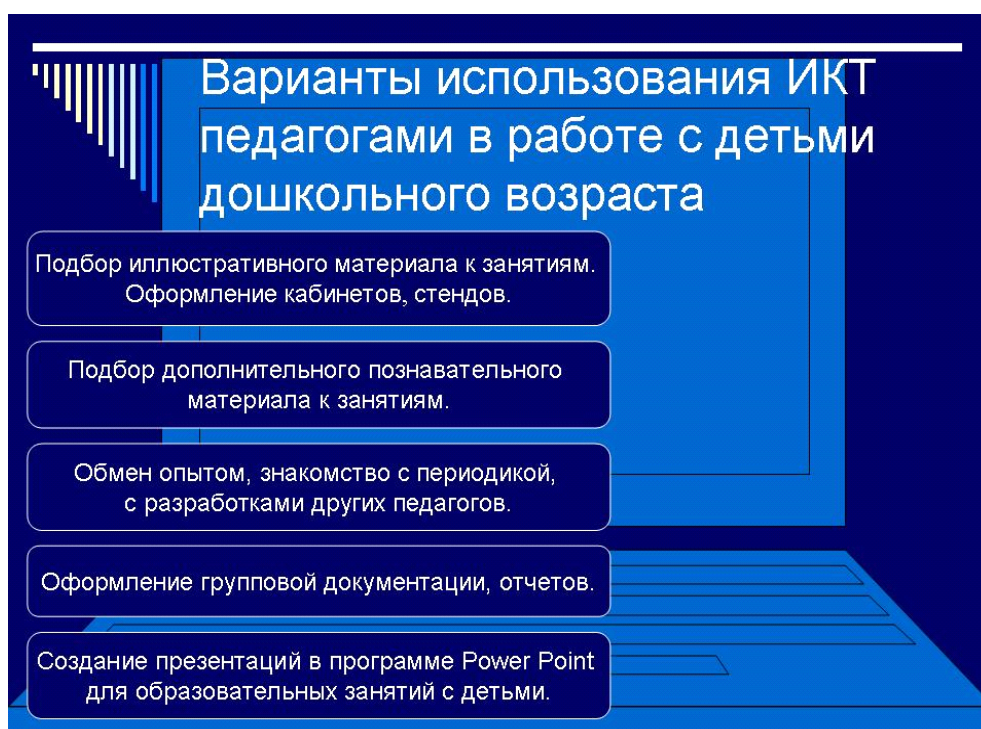 Варианты использования ИКТ
педагогами в работе с детьми
дошкольного возраста
Подбор иллюстративного материала к занятиям.
Оформление кабинетов, стендов.
Подбор дополнительного познавательного
материала к занятиям.
Обмен опытом, знакомство с периодикой,
с разработками других педагогов.
Оформление групповой документации, отчетов.
Создание презентаций в программе Power Point
для образовательных занятий с детьми.